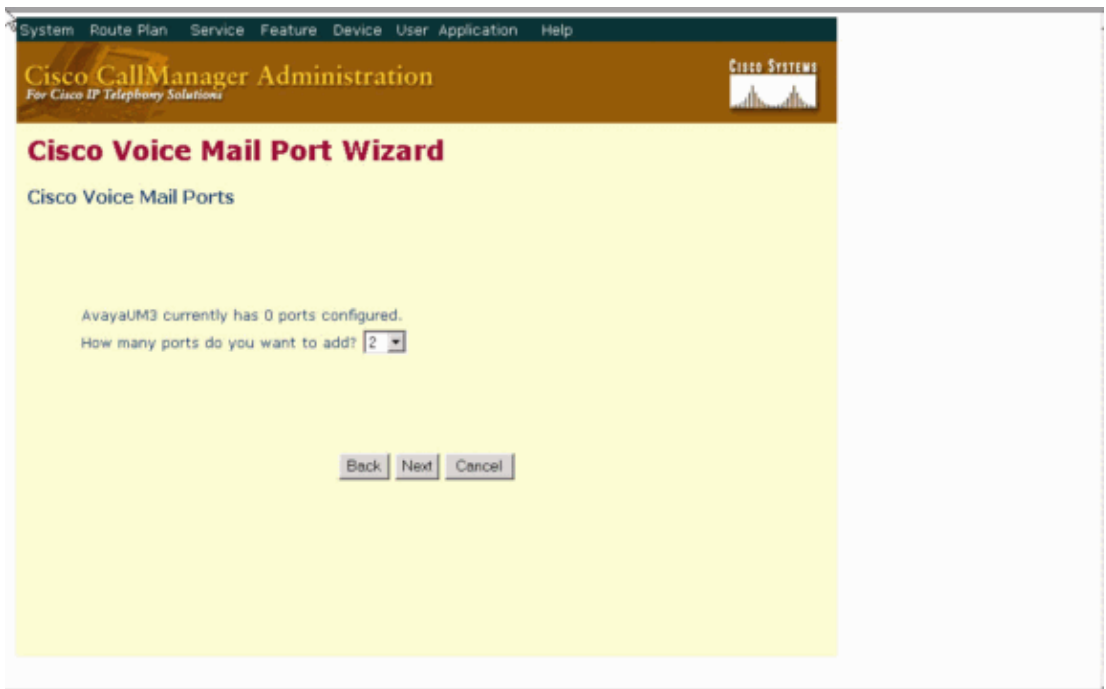 System Route Plan Service Feature Device User Application Help
Cisco CallManager Administration
For Cisco IP Telephony Solutions
CISCO SYSTEMS
Cisco Voice Mail Port Wizard
Cisco Voice Mail Ports
AvayaUM3 currently has 0 ports configured.
How many ports do you want to add? 2
Back Next Cancel